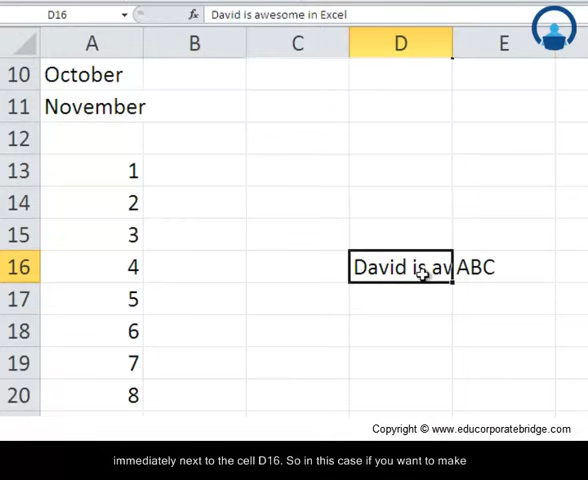 D16 fx David is awesome in Excel
A B C D E
10 October
11 November
12
13 1
14 2
15 3
16 4 David is aw ABC
17 5
18 6
19 7
20 8
Copyright © www.educorporatebridge.com
immediately next to the cell D16. So in this case if you want to make